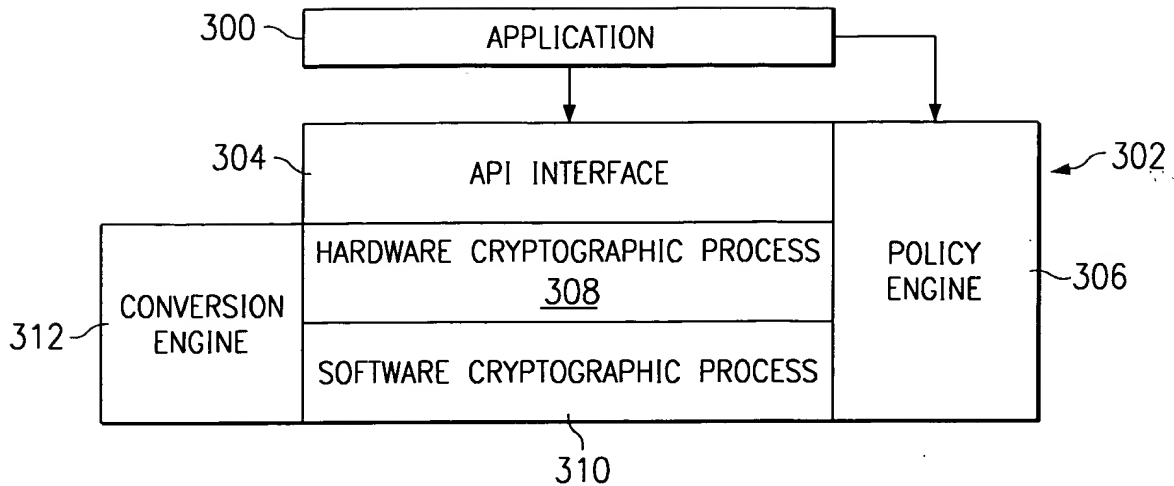 300
APPLICATION
304
API INTERFACE
302
HARDWARE CRYPTOGRAPHIC PROCESS
308
POLICY
ENGINE
306
CONVERSION
ENGINE
312
SOFTWARE CRYPTOGRAPHIC PROCESS
310